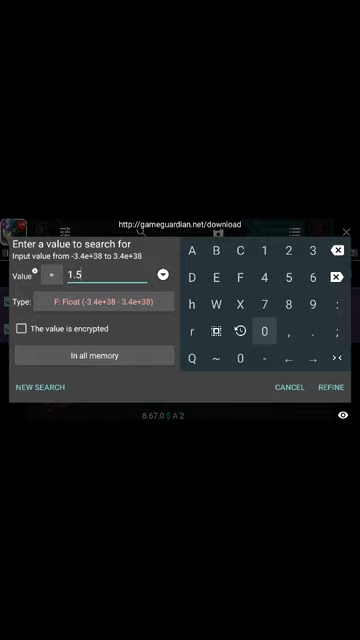 http://gameguardian.net/download
Enter a value to search for
Input value from -3.4e+38 to 3.4e+38
Value = 1.5
Type: F: Float (-3.4e+38 - 3.4e+38)
The value is encrypted
In all memory
NEW SEARCH
A B C 1 2 3
D E F 4 5 6
h W X 7 8 9 :
r 0 , . ;
Q ~ 0 - ← →
CANCEL REFINE
8.67.0 $ A 2